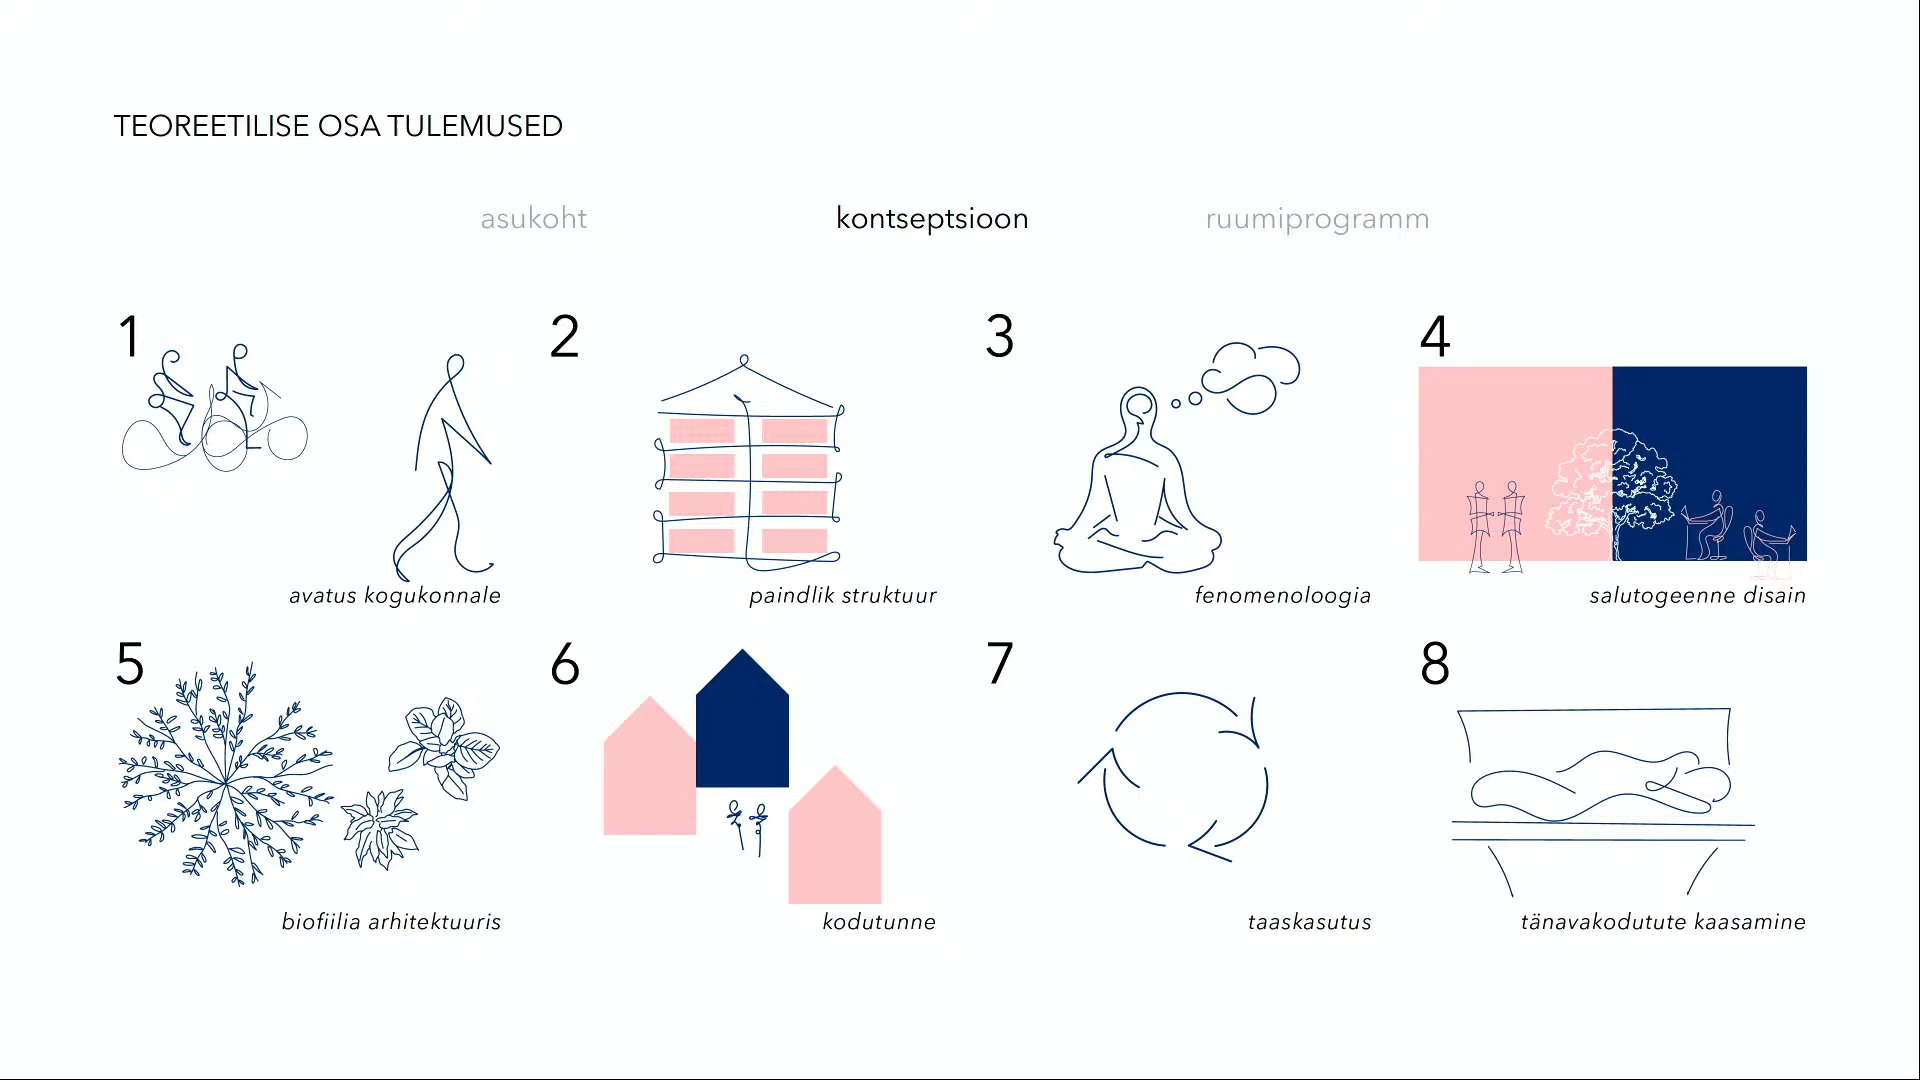 TEOREETILISE OSA TULEMUSED
asukoht
kontseptsioon
ruumiprogramm
1
2
3
4
avatus kogukonnale
paindlik struktuur
fenomenoloogia
salutogeenne disain
5
6
7
8
biofiilia arhitektuuris
kodutunne
taaskasutus
tänavakodutute kaasamine